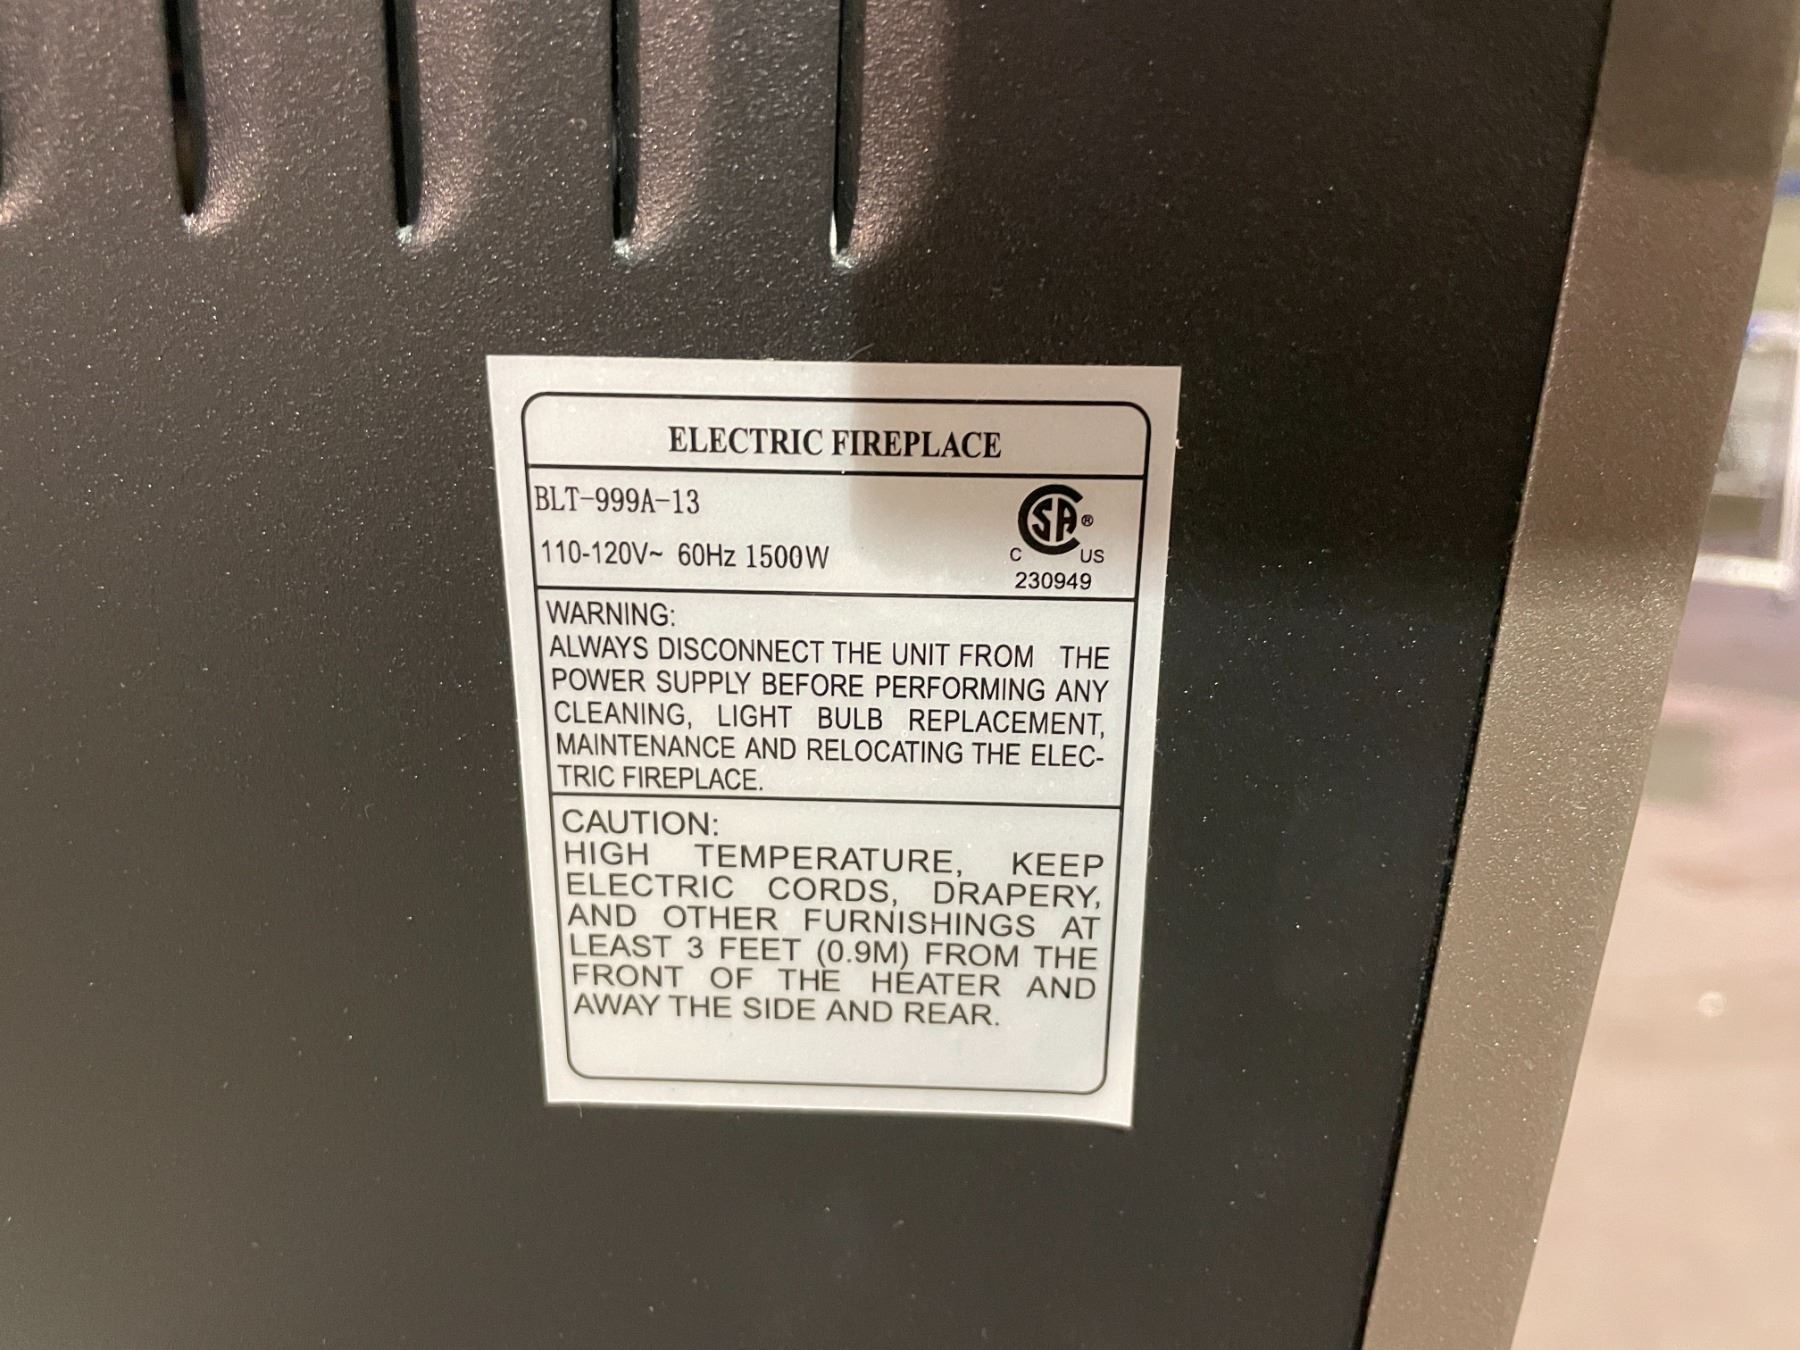 ELECTRIC FIREPLACE
BLT-999A-13
110-120V~ 60Hz 1500W
SA®
C US
230949
WARNING:
ALWAYS DISCONNECT THE UNIT FROM THE
POWER SUPPLY BEFORE PERFORMING ANY
CLEANING, LIGHT BULB REPLACEMENT,
MAINTENANCE AND RELOCATING THE ELEC-
TRIC FIREPLACE.
CAUTION:
HIGH TEMPERATURE, KEEP
ELECTRIC CORDS, DRAPERY,
AND OTHER FURNISHINGS AT
LEAST 3 FEET (0.9M) FROM THE
FRONT OF THE HEATER AND
AWAY THE SIDE AND REAR.